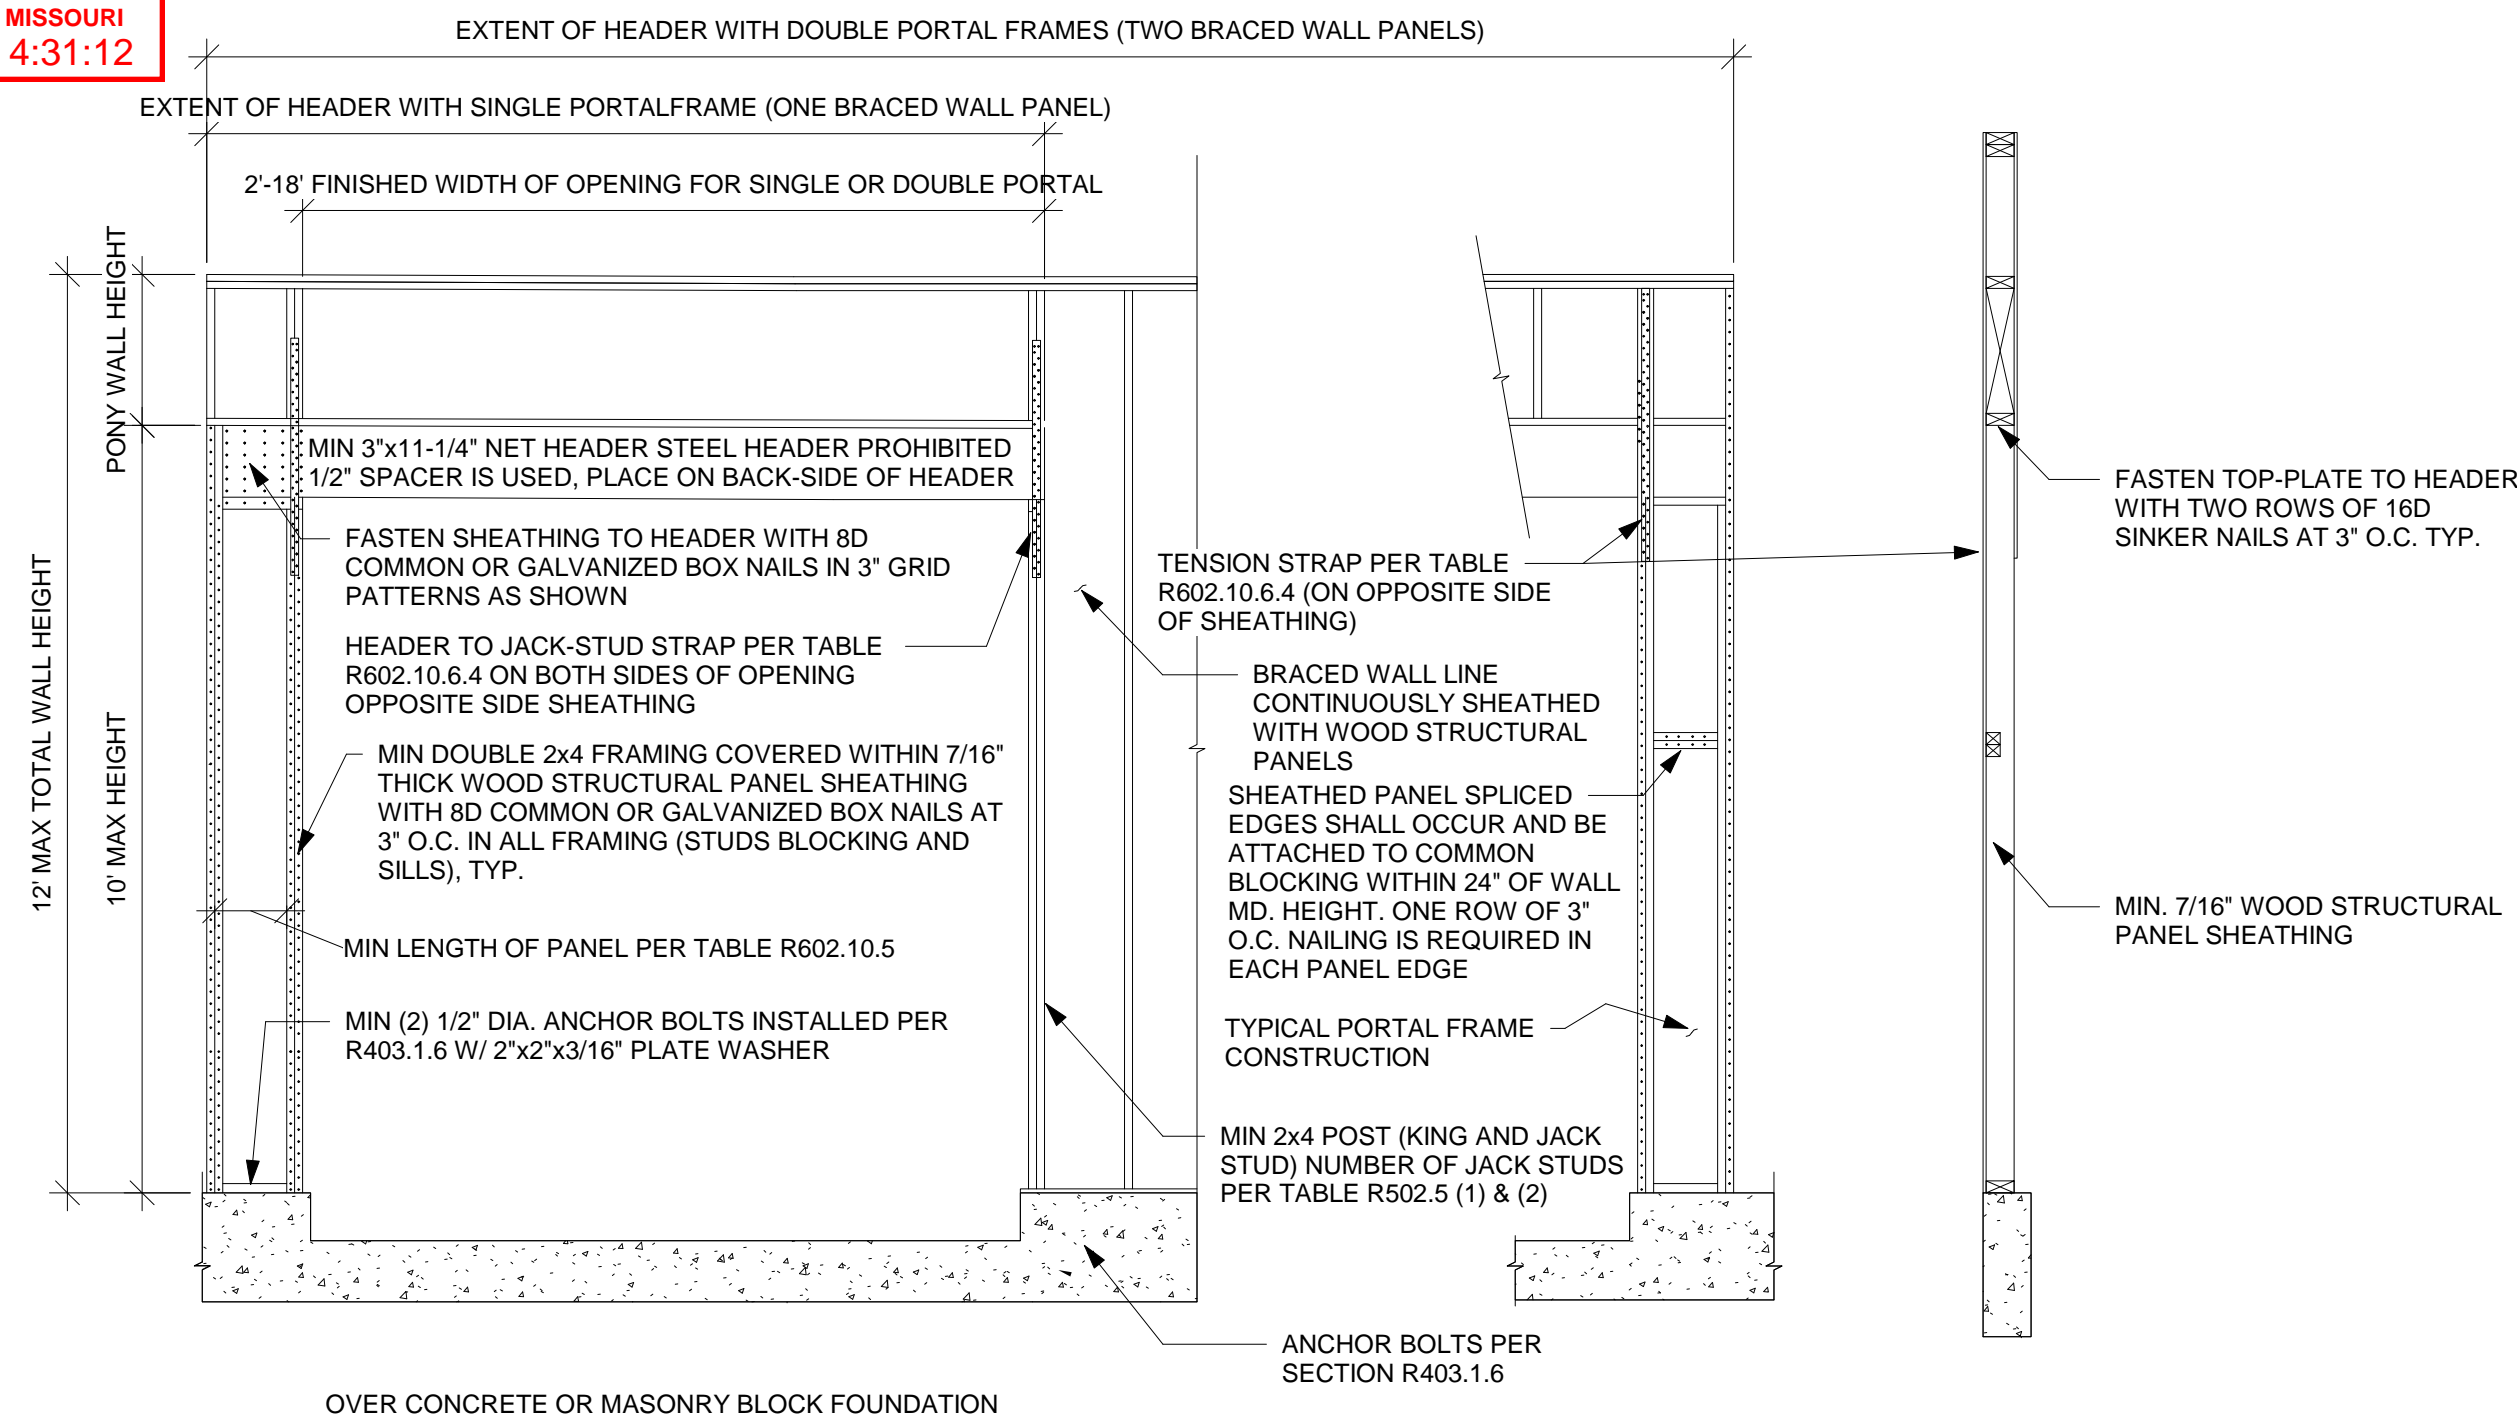 MISSOURI
4:31:12
EXTENT OF HEADER WITH DOUBLE PORTAL FRAMES (TWO BRACED WALL PANELS)
EXTENT OF HEADER WITH SINGLE PORTALFRAME (ONE BRACED WALL PANEL)
2'-18' FINISHED WIDTH OF OPENING FOR SINGLE OR DOUBLE PORTAL
PONY WALL HEIGHT
12' MAX TOTAL WALL HEIGHT
10' MAX HEIGHT
MIN 3"x11-1/4" NET HEADER STEEL HEADER PROHIBITED
1/2" SPACER IS USED, PLACE ON BACK-SIDE OF HEADER
FASTEN SHEATHING TO HEADER WITH 8D
COMMON OR GALVANIZED BOX NAILS IN 3" GRID
PATTERNS AS SHOWN
HEADER TO JACK-STUD STRAP PER TABLE
R602.10.6.4 ON BOTH SIDES OF OPENING
OPPOSITE SIDE SHEATHING
MIN DOUBLE 2x4 FRAMING COVERED WITHIN 7/16"
THICK WOOD STRUCTURAL PANEL SHEATHING
WITH 8D COMMON OR GALVANIZED BOX NAILS AT
3" O.C. IN ALL FRAMING (STUDS BLOCKING AND
SILLS), TYP.
MIN LENGTH OF PANEL PER TABLE R602.10.5
MIN (2) 1/2" DIA. ANCHOR BOLTS INSTALLED PER
R403.1.6 W/ 2"x2"x3/16" PLATE WASHER
TENSION STRAP PER TABLE
R602.10.6.4 (ON OPPOSITE SIDE
OF SHEATHING)
BRACED WALL LINE
CONTINUOUSLY SHEATHED
WITH WOOD STRUCTURAL
PANELS
SHEATHED PANEL SPLICED
EDGES SHALL OCCUR AND BE
ATTACHED TO COMMON
BLOCKING WITHIN 24" OF WALL
MD. HEIGHT. ONE ROW OF 3"
O.C. NAILING IS REQUIRED IN
EACH PANEL EDGE
TYPICAL PORTAL FRAME
CONSTRUCTION
MIN 2x4 POST (KING AND JACK
STUD) NUMBER OF JACK STUDS
PER TABLE R502.5 (1) & (2)
ANCHOR BOLTS PER
SECTION R403.1.6
FASTEN TOP-PLATE TO HEADER
WITH TWO ROWS OF 16D
SINKER NAILS AT 3" O.C. TYP.
MIN. 7/16" WOOD STRUCTURAL
PANEL SHEATHING
OVER CONCRETE OR MASONRY BLOCK FOUNDATION